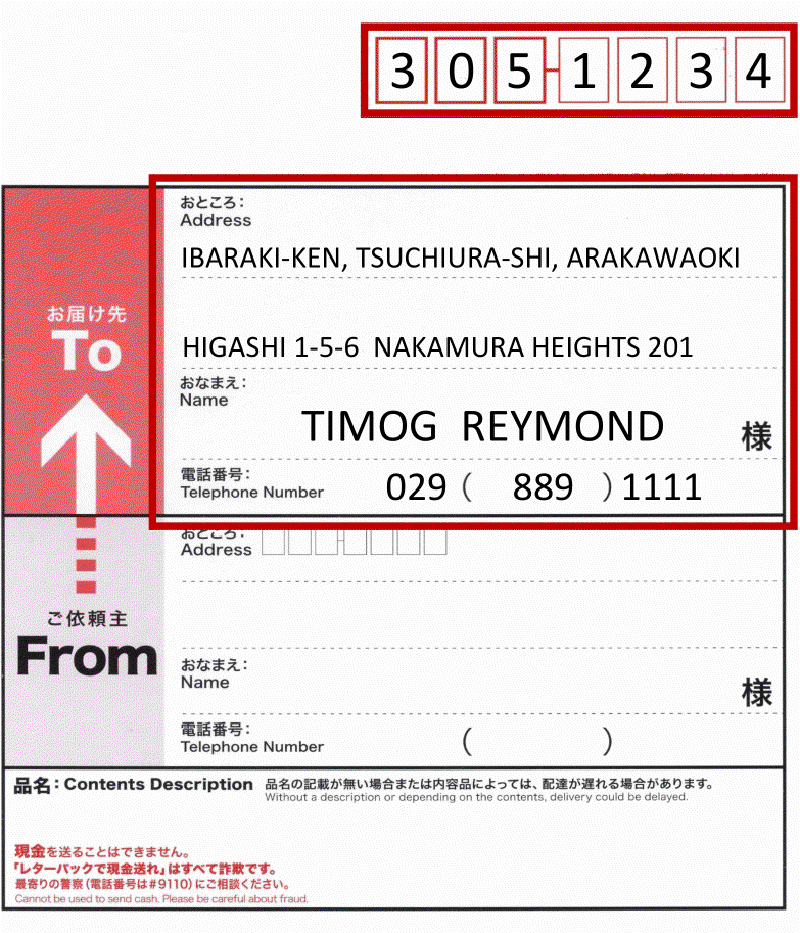 305-1234
おところ:
Address
IBARAKI-KEN, TSUCHIURA-SHI, ARAKAWAOKI
HIGASHI 1-5-6 NAKAMURA HEIGHTS 201
お届け先
To
おなまえ:
Name
TIMOG REYMOND
様
電話番号:
Telephone Number
029 ( 889 ) 1111
おところ:
Address
ご依頼主
From
おなまえ:
Name
様
電話番号:
Telephone Number
( )
品名:Contents Description 品名の記載が無い場合または内容品によっては、配達が遅れる場合があります。
Without a description or depending on the contents, delivery could be delayed.
現金を送ることはできません。
「レターパックで現金送れ」はすべて詐欺です。
最寄りの警察(電話番号は#9110)にご相談ください。
Cannot be used to send cash. Please be careful about fraud.